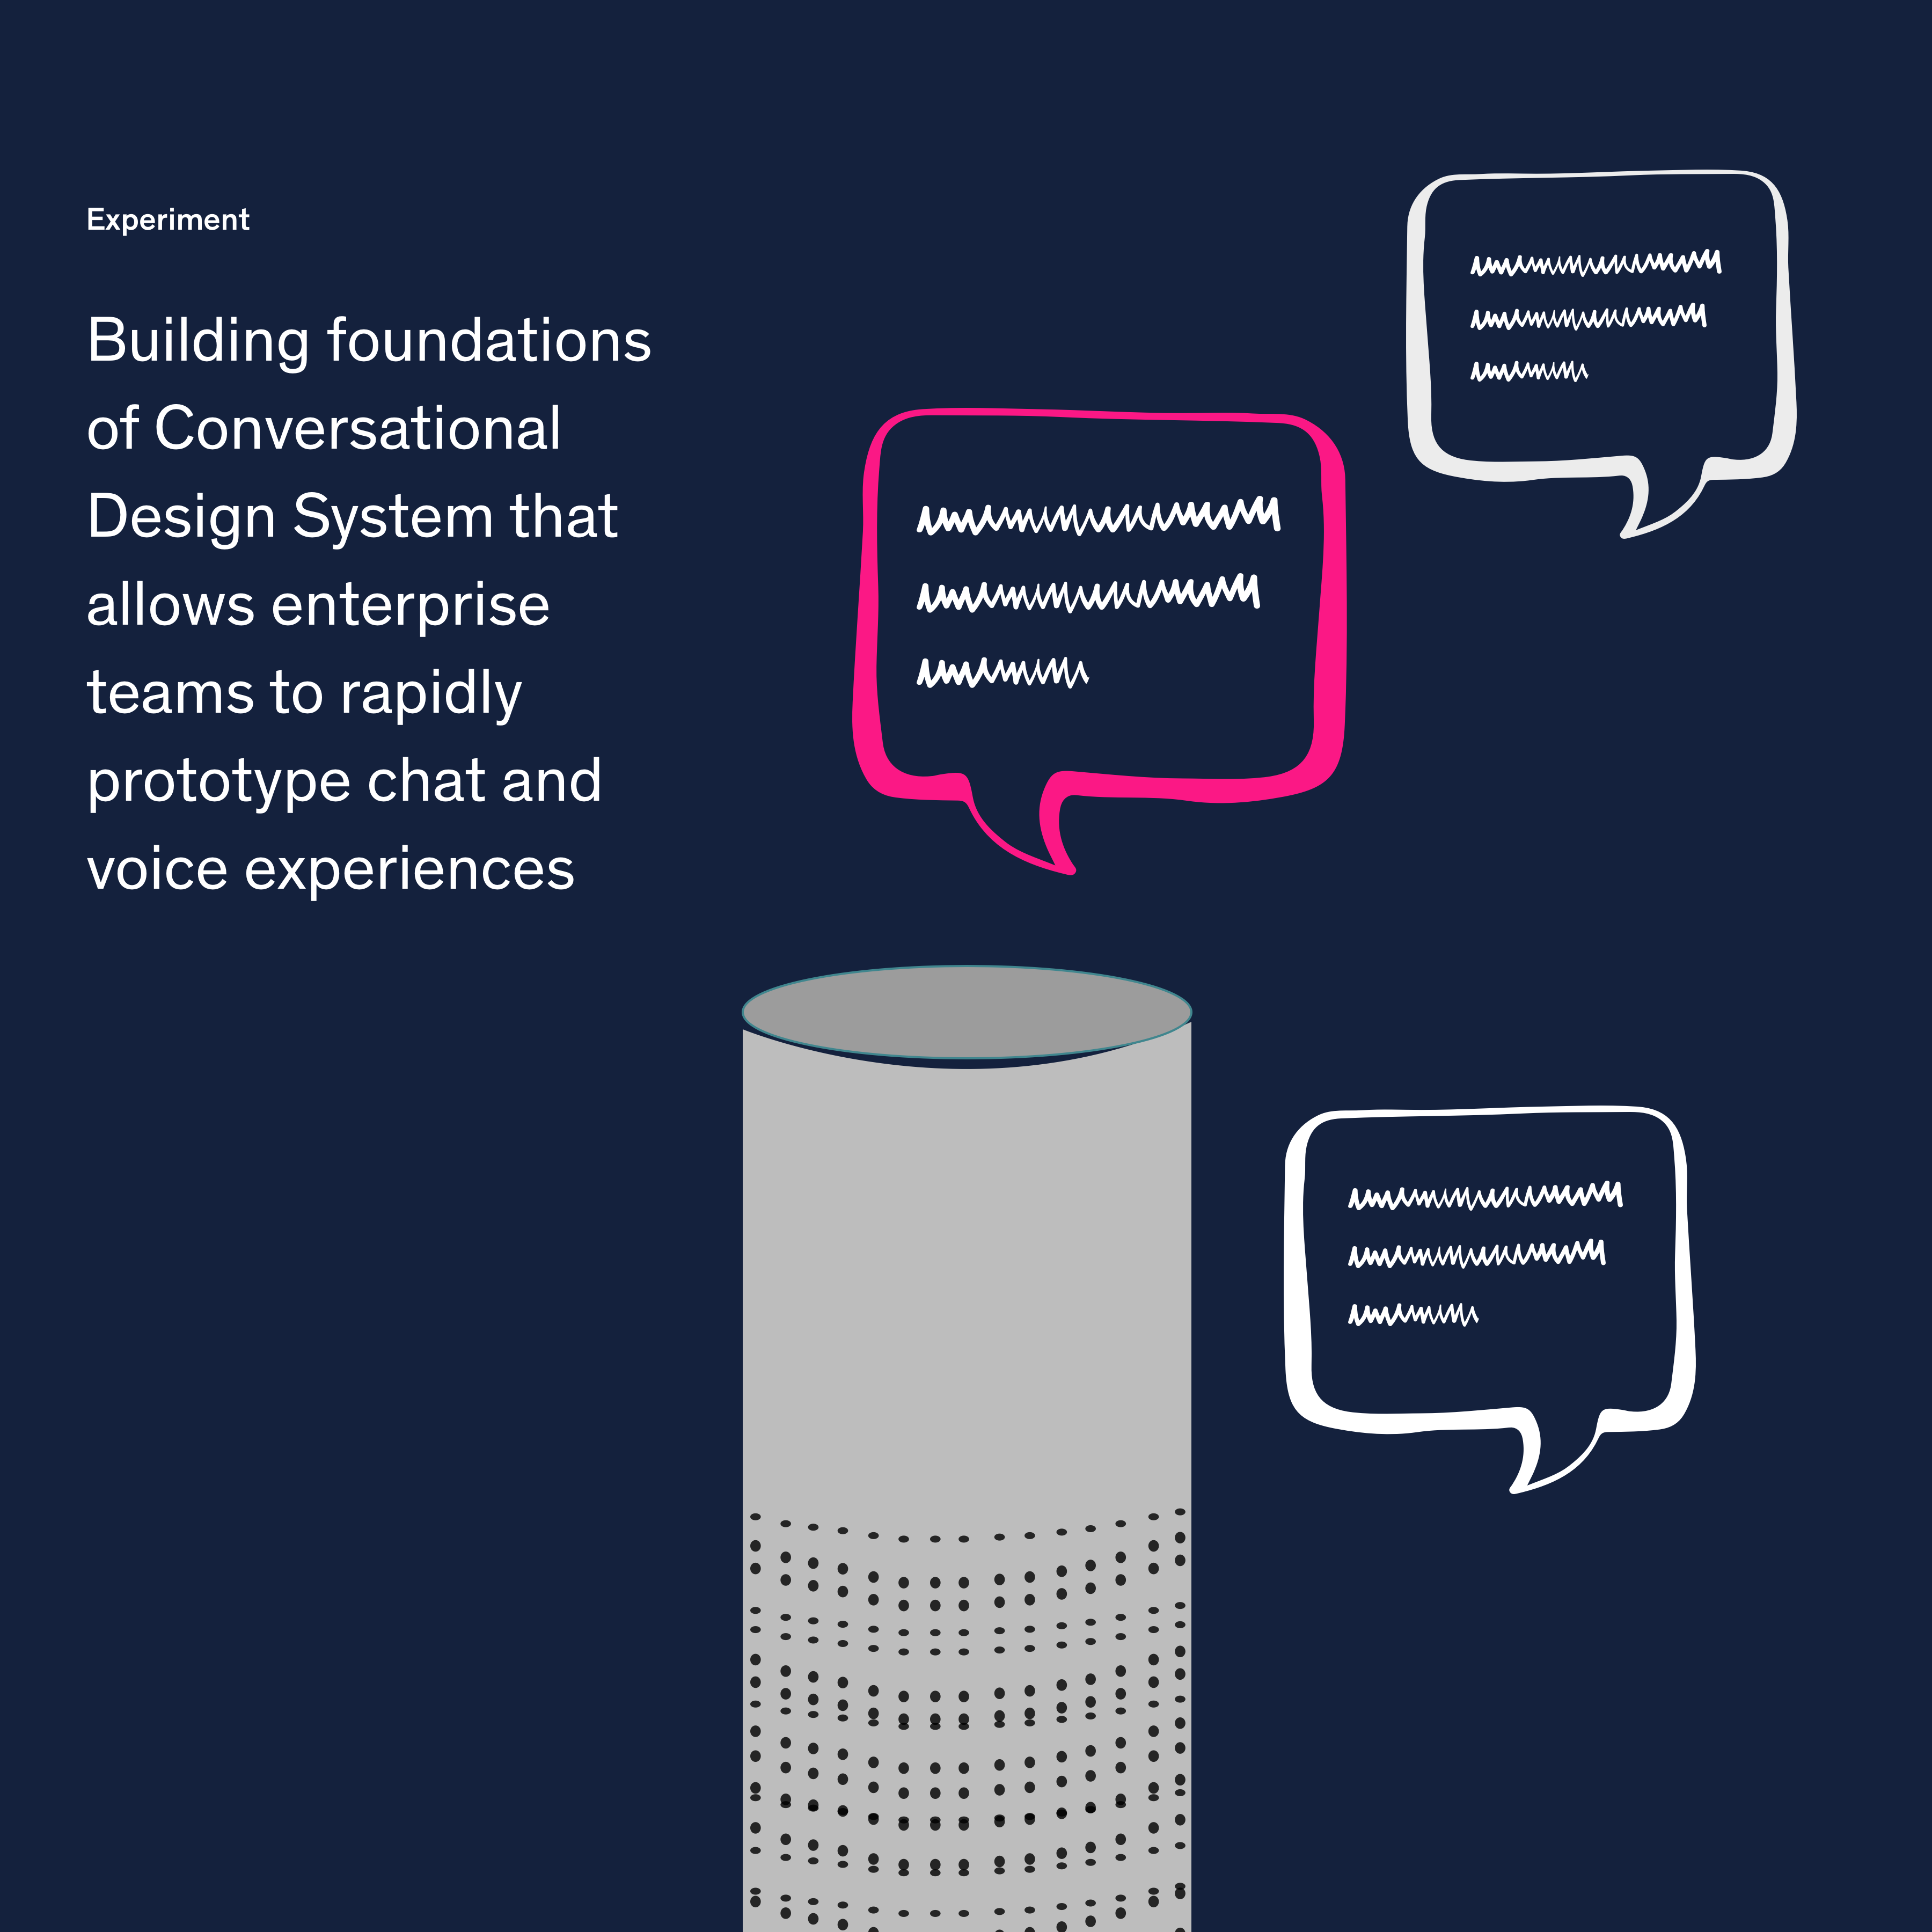 Experiment
Building foundations
of Conversational
Design System that
allows enterprise
teams to rapidly
prototype chat and
voice experiences